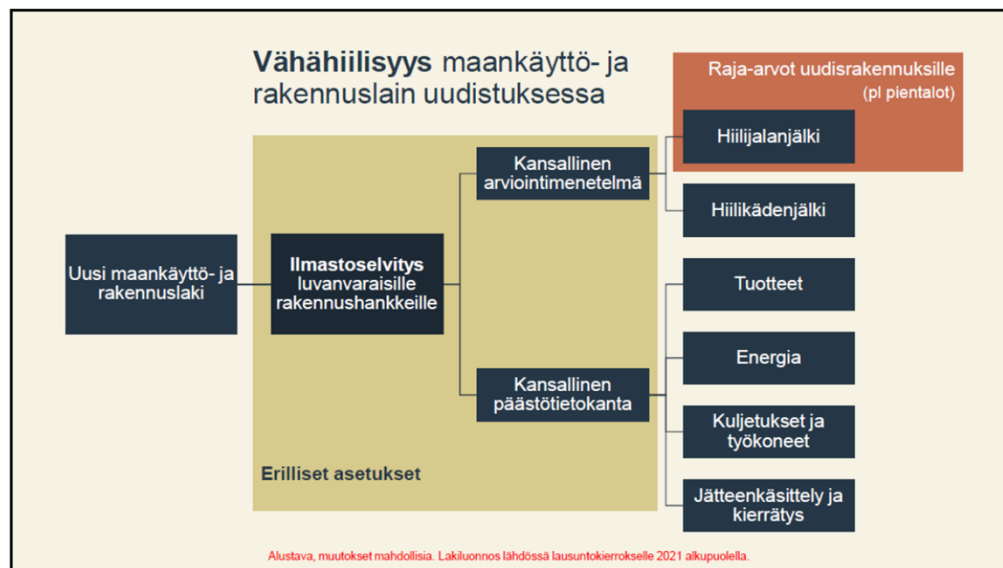 Vähähiilisyys maankäyttö- ja
rakennuslain uudistuksessa
Raja-arvot uudisrakennuksille
(pl pientalot)
Hiilijalanjälki
Kansallinen
arviointimenetelmä
Hiilikädenjälki
Uusi maankäyttö- ja
rakennuslaki
Ilmastoselvitys
luvanvaraisille
rakennushankkeille
Tuotteet
Energia
Kansallinen
päästötietokanta
Kuljetukset ja
työkoneet
Jätteenkäsittely ja
kierrätys
Erilliset asetukset
Alustava, muutokset mahdollisia. Lakiluonnos lähdössä lausuntokierrokselle 2021 alkupuolella.